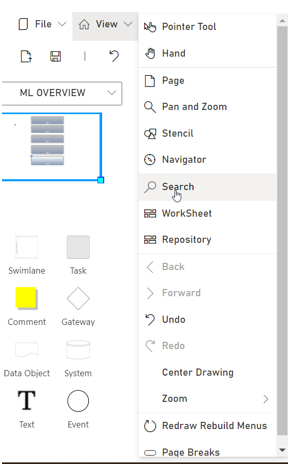 File
View
ML OVERVIEW
Swimlane
Task
Comment
Gateway
Data Object
System
T
Text
Event
Pointer Tool
Hand
Page
Pan and Zoom
Stencil
Navigator
Search
WorkSheet
Repository
Back
Forward
Undo
Redo
Center Drawing
Zoom
Redraw Rebuild Menus
Page Breaks